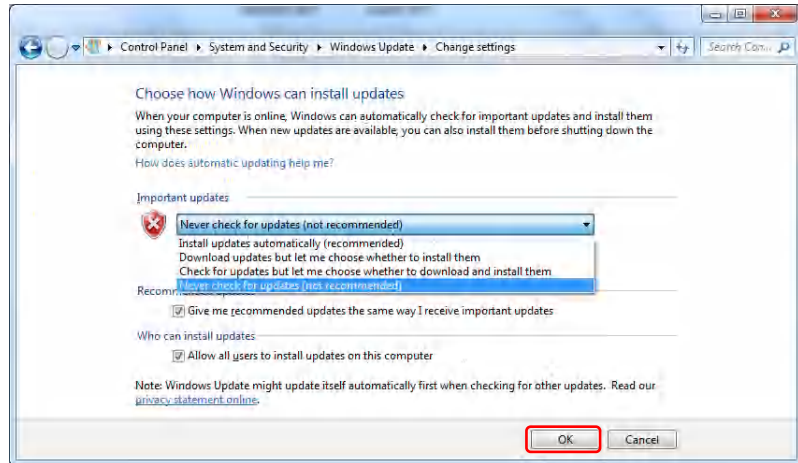 Control Panel ▸ System and Security ▸ Windows Update ▸ Change settings
Search Con...
Choose how Windows can install updates
When your computer is online, Windows can automatically check for important updates and install them
using these settings. When new updates are available, you can also install them before shutting down the
computer.
How does automatic updating help me?
Important updates
Never check for updates (not recommended)
Install updates automatically (recommended)
Download updates but let me choose whether to install them
Check for updates but let me choose whether to download and install them
Never check for updates (not recommended)
Give me recommended updates the same way I receive important updates
Who can install updates
Allow all users to install updates on this computer
Note: Windows Update might update itself automatically first when checking for other updates. Read our
privacy statement online.
OK
Cancel